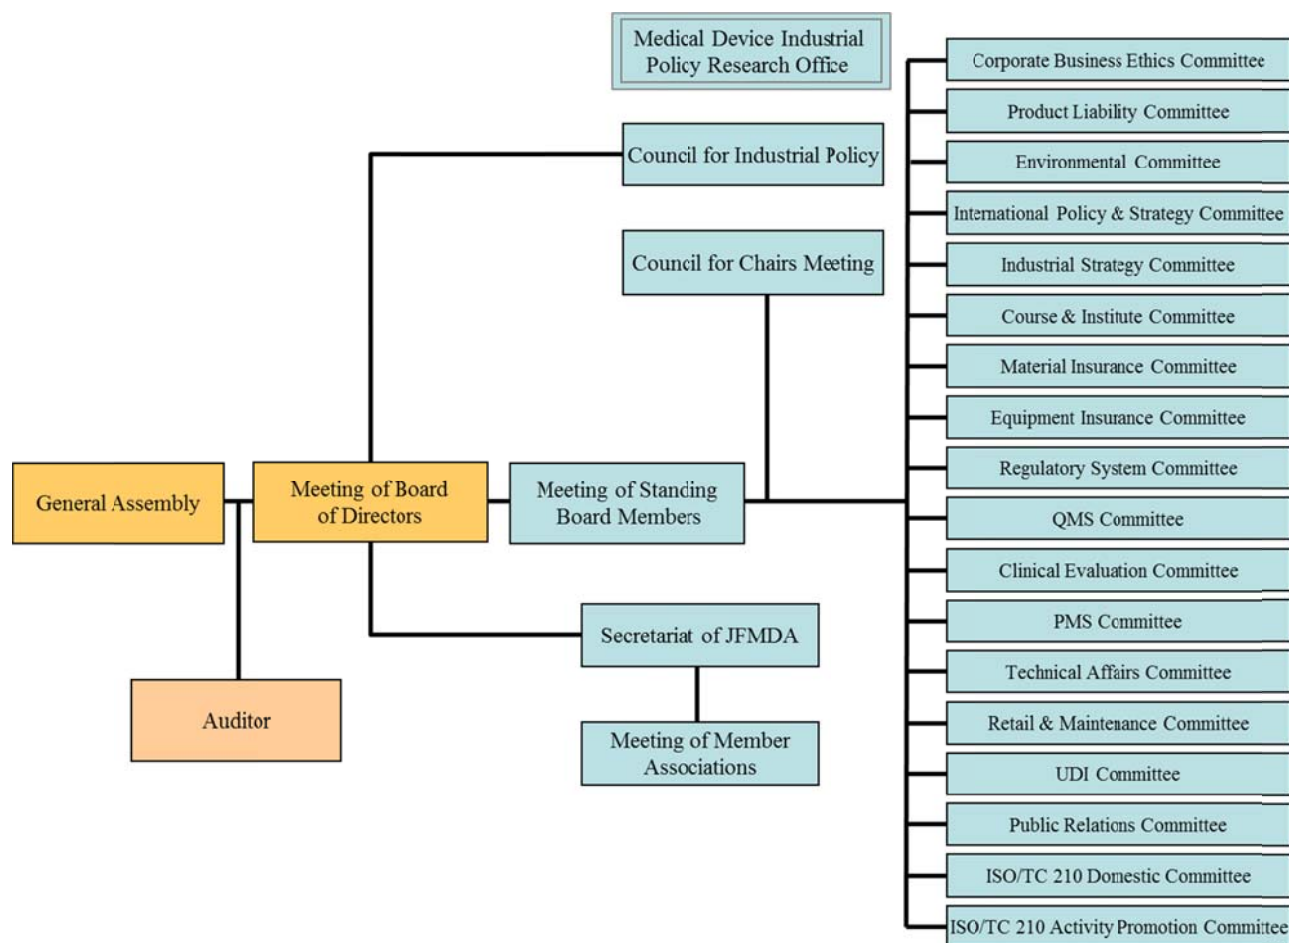 Medical Device Industrial
Policy Research Office
Council for Industrial Policy
Council for Chairs Meeting
General Assembly
Meeting of Board
of Directors
Meeting of Standing
Board Members
Secretariat of JFMDA
Auditor
Meeting of Member
Associations
Corporate Business Ethics Committee
Product Liability Committee
Environmental Committee
International Policy & Strategy Committee
Industrial Strategy Committee
Course & Institute Committee
Material Insurance Committee
Equipment Insurance Committee
Regulatory System Committee
QMS Committee
Clinical Evaluation Committee
PMS Committee
Technical Affairs Committee
Retail & Maintenance Committee
UDI Committee
Public Relations Committee
ISO/TC 210 Domestic Committee
ISO/TC 210 Activity Promotion Committee